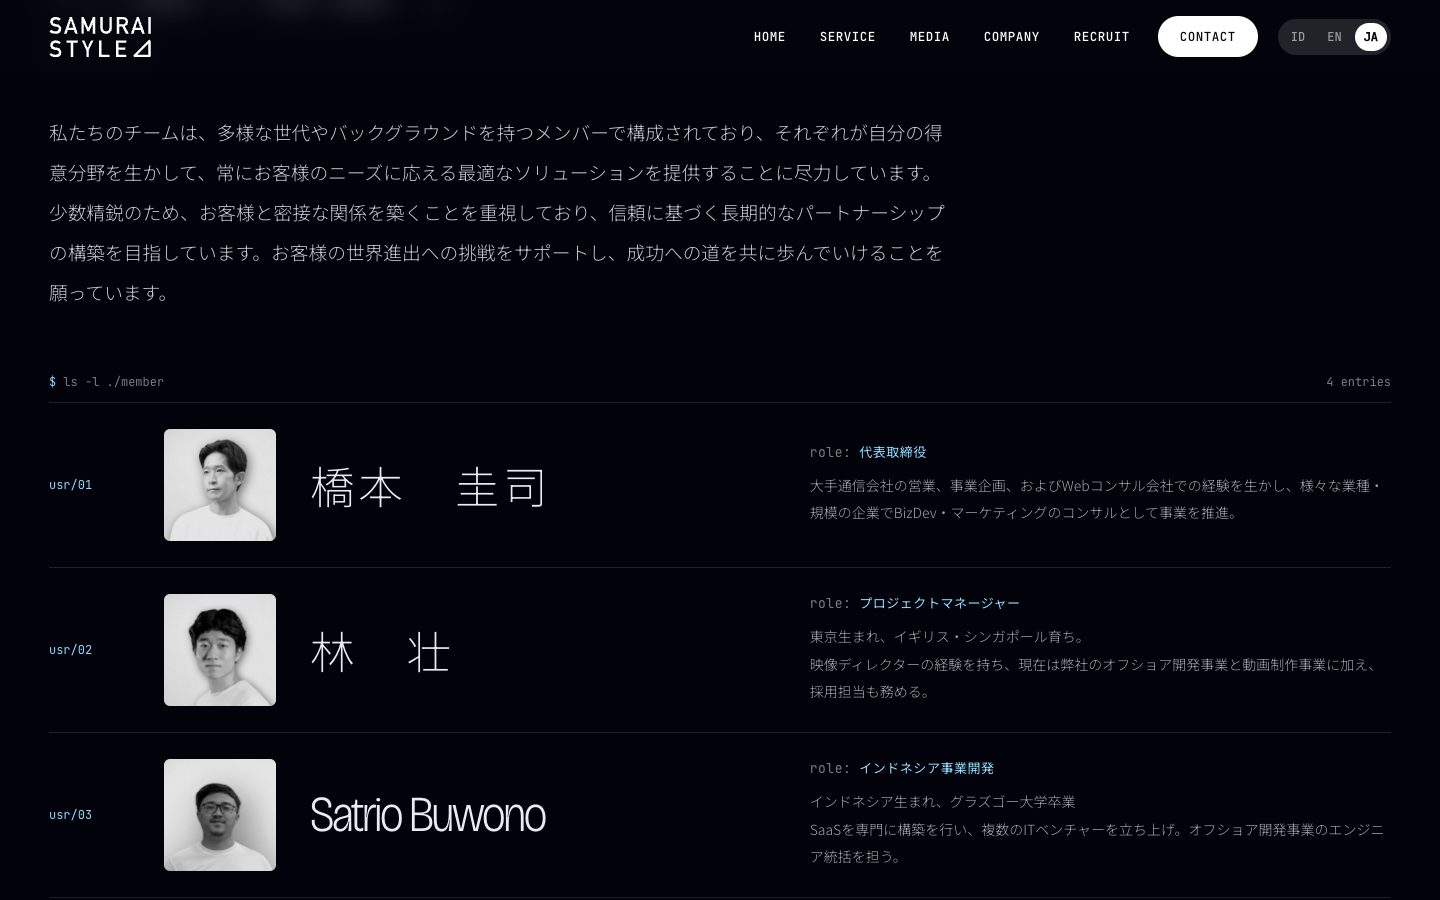 SAMURAI
STYLE
HOME SERVICE MEDIA COMPANY RECRUIT CONTACT ID EN JA
私たちのチームは、多様な世代やバックグラウンドを持つメンバーで構成されており、それぞれが自分の得
意分野を生かして、常にお客様のニーズに応える最適なソリューションを提供することに尽力しています。
少数精鋭のため、お客様と密接な関係を築くことを重視しており、信頼に基づく長期的なパートナーシップ
の構築を目指しています。お客様の世界進出への挑戦をサポートし、成功への道を共に歩んでいけることを
願っています。
$ ls -l ./member
4 entries
usr/01
橋本　圭司
role: 代表取締役
大手通信会社の営業、事業企画、およびWebコンサル会社での経験を生かし、様々な業種・
規模の企業でBizDev・マーケティングのコンサルとして事業を推進。
usr/02
林　壮
role: プロジェクトマネージャー
東京生まれ、イギリス・シンガポール育ち。
映像ディレクターの経験を持ち、現在は弊社のオフショア開発事業と動画制作事業に加え、
採用担当も務める。
usr/03
Satrio Buwono
role: インドネシア事業開発
インドネシア生まれ、グラズゴー大学卒業
SaaSを専門に構築を行い、複数のITベンチャーを立ち上げ。オフショア開発事業のエンジニ
ア統括を担う。